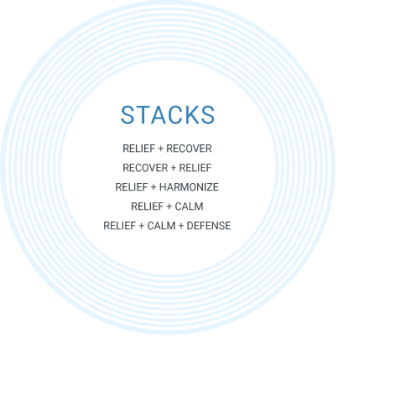 STACKS
RELIEF + RECOVER
RECOVER + RELIEF
RELIEF + HARMONIZE
RELIEF + CALM
RELIEF + CALM + DEFENSE